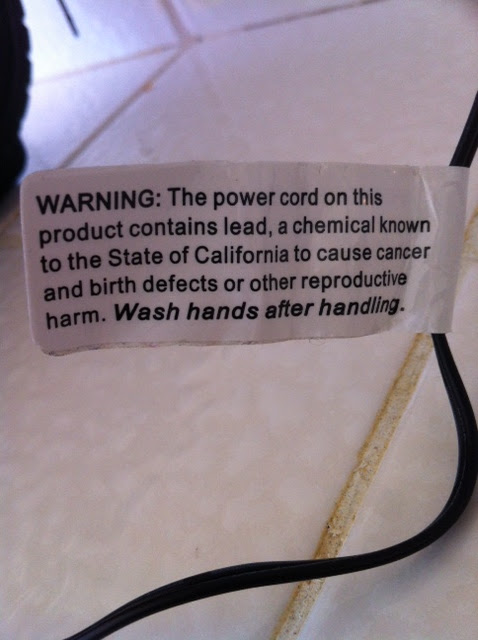 WARNING: The power cord on this
product contains lead, a chemical known
to the State of California to cause cancer
and birth defects or other reproductive
harm. Wash hands after handling.